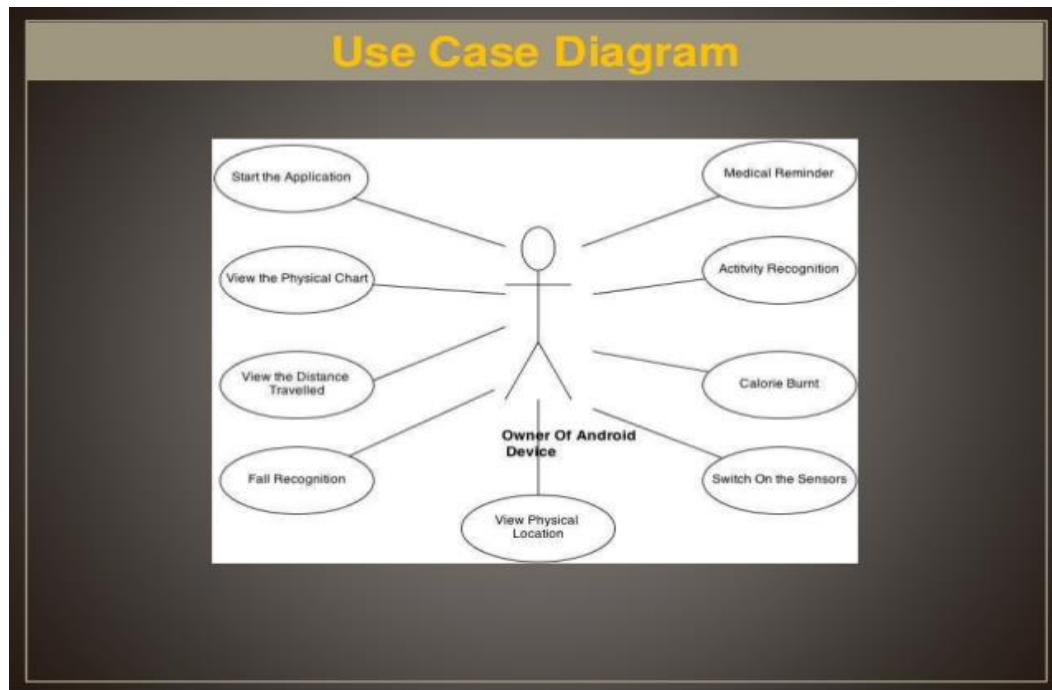 Use Case Diagram
Start the Application
Medical Reminder
View the Physical Chart
Actitvity Recognition
View the Distance
Travelled
Calorie Burnt
Owner Of Android
Device
Fall Recognition
Switch On the Sensors
View Physical
Location